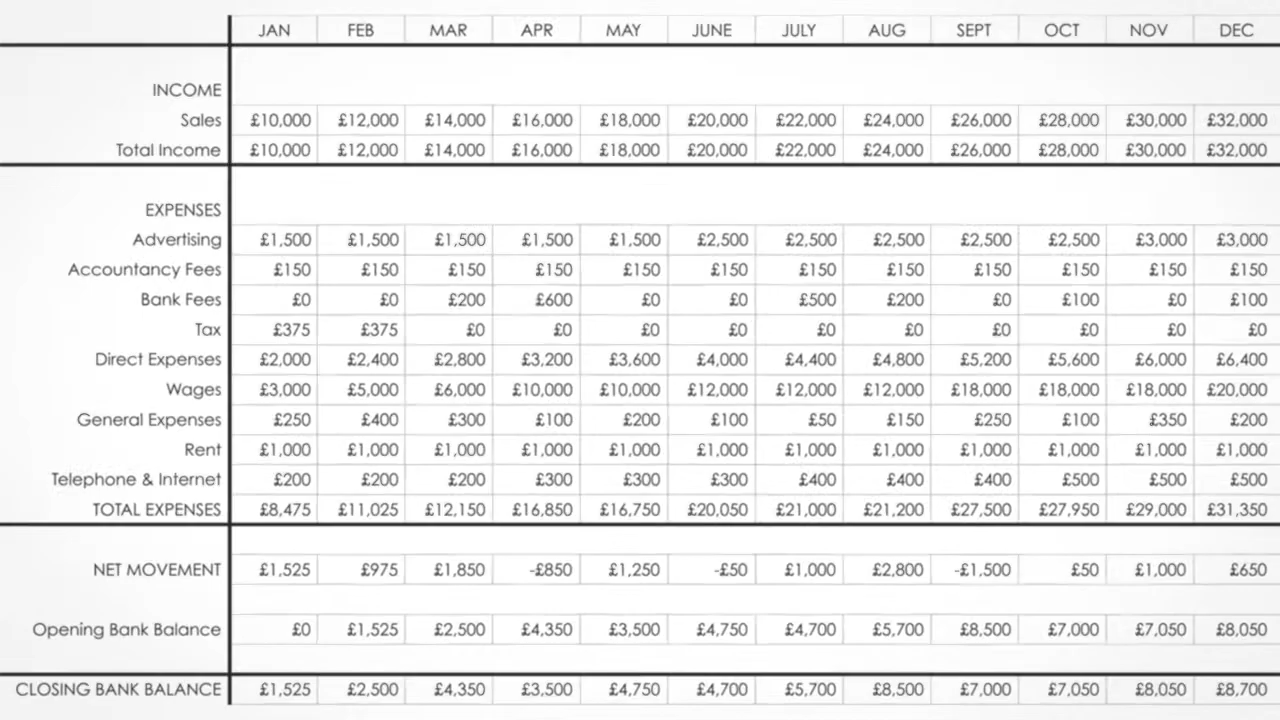 JAN FEB MAR APR MAY JUNE JULY AUG SEPT OCT NOV DEC
INCOME
Sales £10,000 £12,000 £14,000 £16,000 £18,000 £20,000 £22,000 £24,000 £26,000 £28,000 £30,000 £32,000
Total Income £10,000 £12,000 £14,000 £16,000 £18,000 £20,000 £22,000 £24,000 £26,000 £28,000 £30,000 £32,000
EXPENSES
Advertising £1,500 £1,500 £1,500 £1,500 £1,500 £2,500 £2,500 £2,500 £2,500 £2,500 £3,000 £3,000
Accountancy Fees £150 £150 £150 £150 £150 £150 £150 £150 £150 £150 £150 £150
Bank Fees £0 £0 £200 £600 £0 £0 £500 £200 £0 £100 £0 £100
Tax £375 £375 £0 £0 £0 £0 £0 £0 £0 £0 £0 £0
Direct Expenses £2,000 £2,400 £2,800 £3,200 £3,600 £4,000 £4,400 £4,800 £5,200 £5,600 £6,000 £6,400
Wages £3,000 £5,000 £6,000 £10,000 £10,000 £12,000 £12,000 £12,000 £18,000 £18,000 £18,000 £20,000
General Expenses £250 £400 £300 £100 £200 £100 £50 £150 £250 £100 £350 £200
Rent £1,000 £1,000 £1,000 £1,000 £1,000 £1,000 £1,000 £1,000 £1,000 £1,000 £1,000 £1,000
Telephone & Internet £200 £200 £200 £300 £300 £300 £400 £400 £400 £500 £500 £500
TOTAL EXPENSES £8,475 £11,025 £12,150 £16,850 £16,750 £20,050 £21,000 £21,200 £27,500 £27,950 £29,000 £31,350
NET MOVEMENT £1,525 £975 £1,850 -£850 £1,250 -£50 £1,000 £2,800 -£1,500 £50 £1,000 £650
Opening Bank Balance £0 £1,525 £2,500 £4,350 £3,500 £4,750 £4,700 £5,700 £8,500 £7,000 £7,050 £8,050
CLOSING BANK BALANCE £1,525 £2,500 £4,350 £3,500 £4,750 £4,700 £5,700 £8,500 £7,000 £7,050 £8,050 £8,700